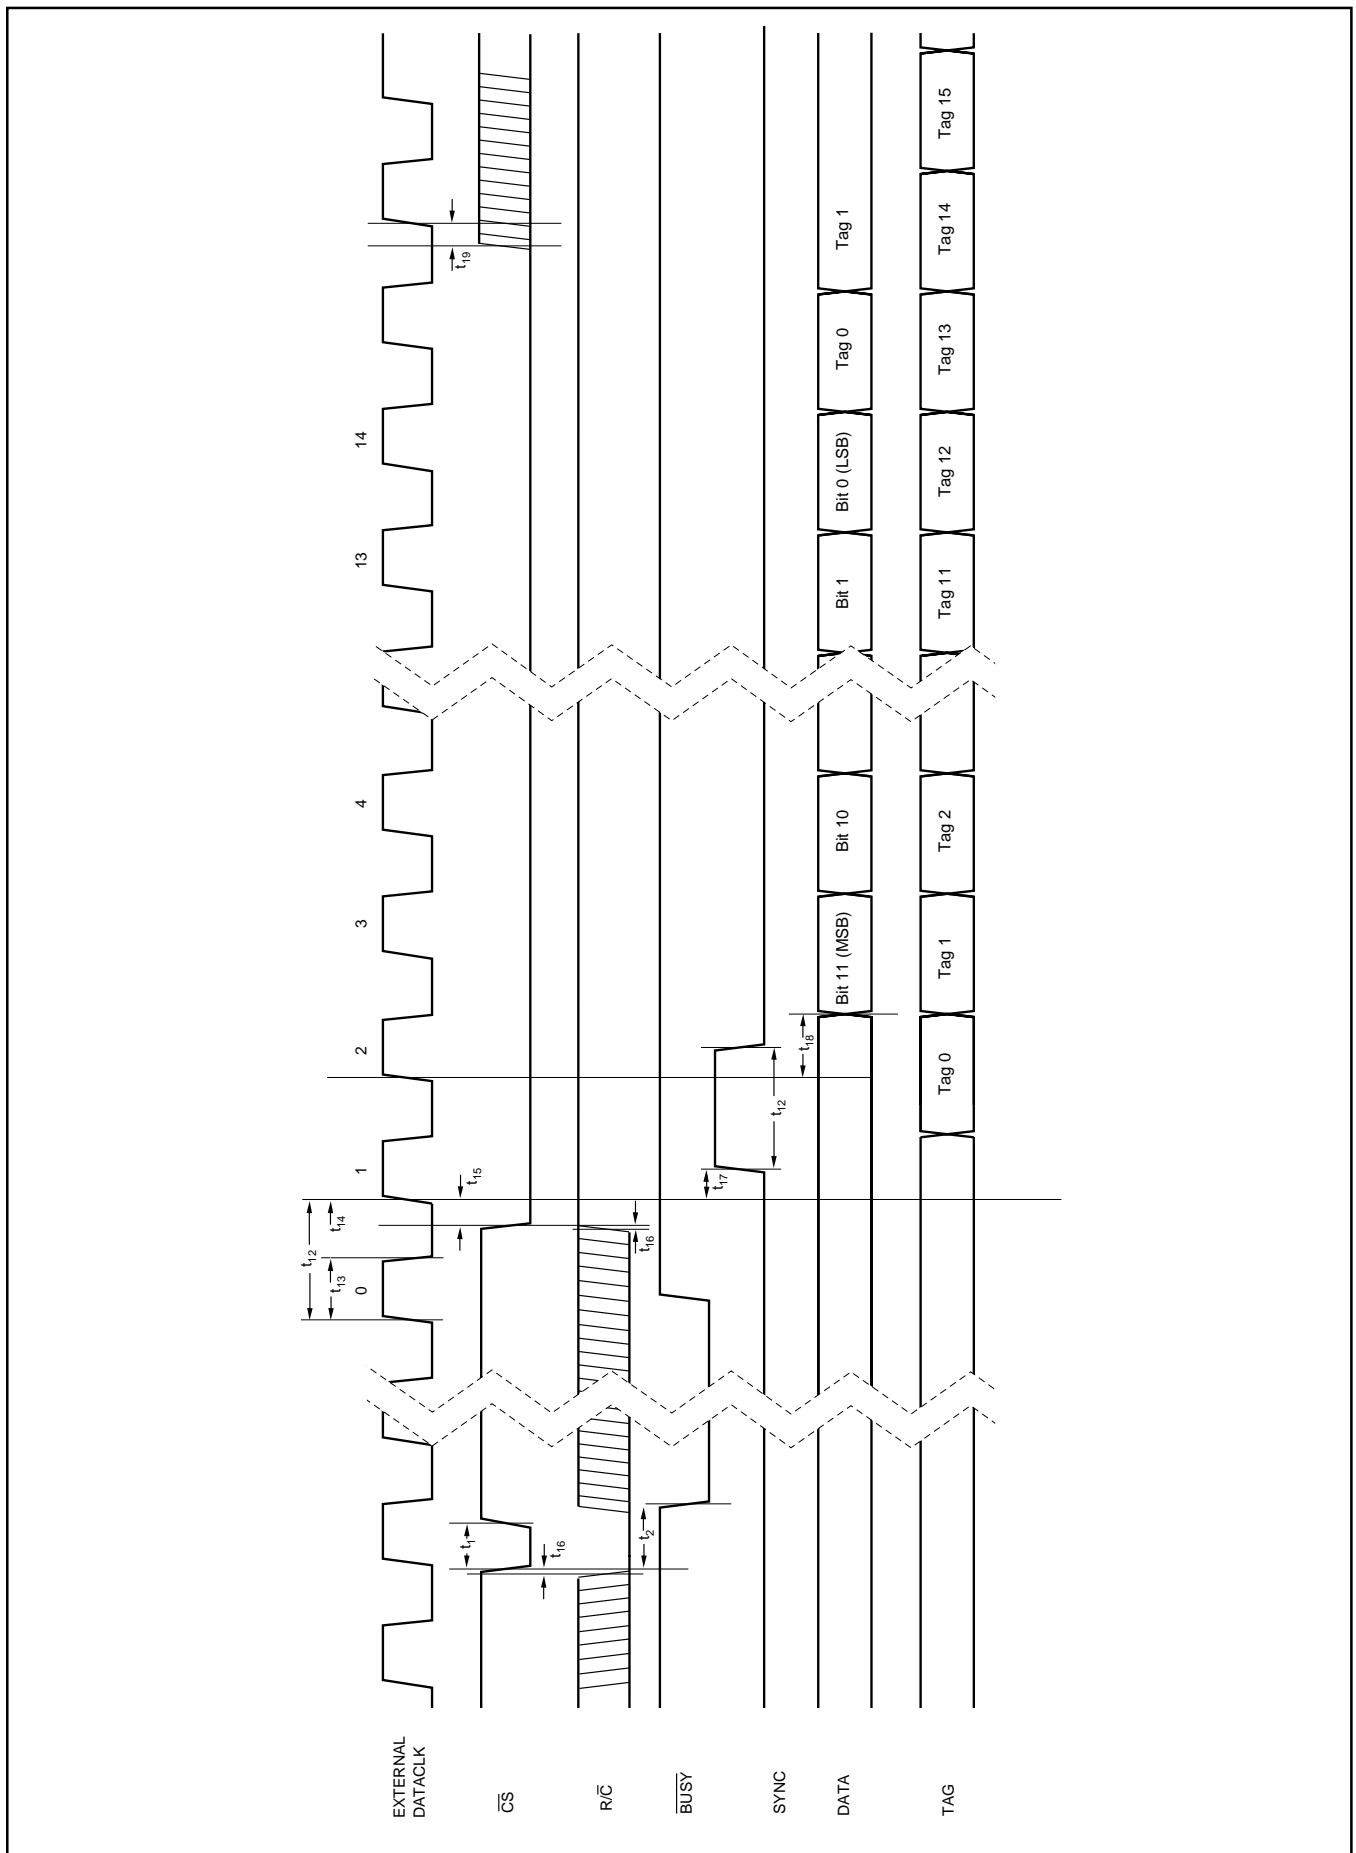 EXTERNAL
DATACLK
t12
t13
t14
0
1
2
3
4
13
14
CS
t1
t15
t19
R/C
t16
t16
BUSY
t2
SYNC
t17
t12
DATA
t18
Bit 11 (MSB)
Bit 10
Bit 1
Bit 0 (LSB)
Tag 0
Tag 1
TAG
Tag 0
Tag 1
Tag 2
Tag 11
Tag 12
Tag 13
Tag 14
Tag 15